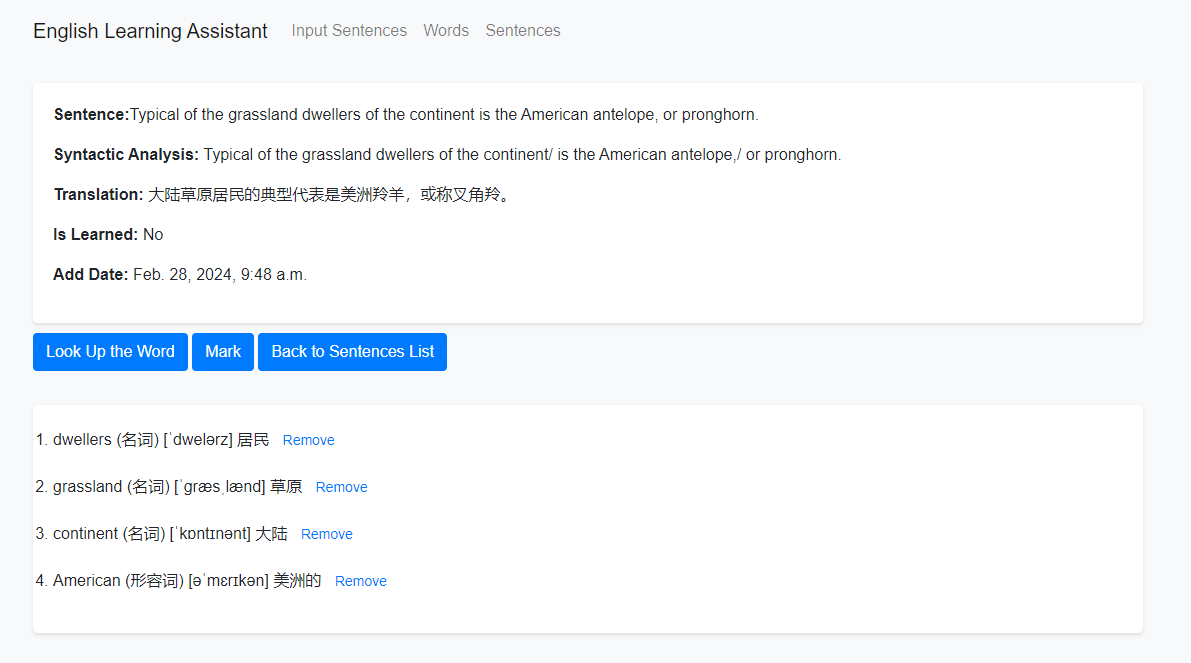 English Learning Assistant Input Sentences Words Sentences
Sentence:Typical of the grassland dwellers of the continent is the American antelope, or pronghorn.
Syntactic Analysis: Typical of the grassland dwellers of the continent/ is the American antelope,/ or pronghorn.
Translation: 大陆草原居民的典型代表是美洲羚羊，或称叉角羚。
Is Learned: No
Add Date: Feb. 28, 2024, 9:48 a.m.
Look Up the Word Mark Back to Sentences List
1. dwellers (名词) [ˈdwelərz] 居民 Remove
2. grassland (名词) [ˈɡræsˌlænd] 草原 Remove
3. continent (名词) [ˈkɒntɪnənt] 大陆 Remove
4. American (形容词) [əˈmɛrɪkən] 美洲的 Remove